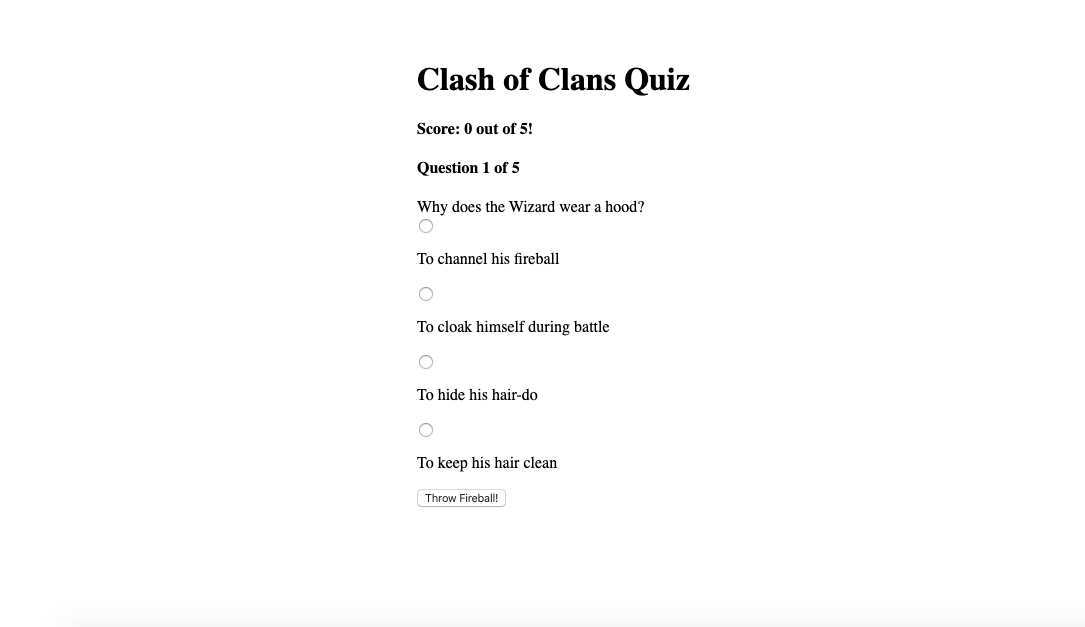 Clash of Clans Quiz
Score: 0 out of 5!
Question 1 of 5
Why does the Wizard wear a hood?
To channel his fireball
To cloak himself during battle
To hide his hair-do
To keep his hair clean
Throw Fireball!